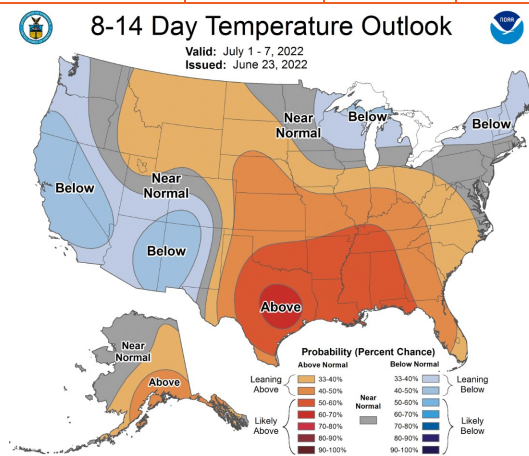 8-14 Day Temperature Outlook
NOAA
Valid: July 1 - 7, 2022
Issued: June 23, 2022
Near
Normal
Below
Below
Near
Normal
Below
Below
Above
Near
Normal
Above
Probability (Percent Chance)
Above Normal
Below Normal
Leaning
Above
33-40%
40-50%
Likely
Above
50-60%
60-70%
70-80%
80-90%
90-100%
Near
Normal
33-40%
40-50%
Leaning
Below
50-60%
60-70%
70-80%
80-90%
90-100%
Likely
Below